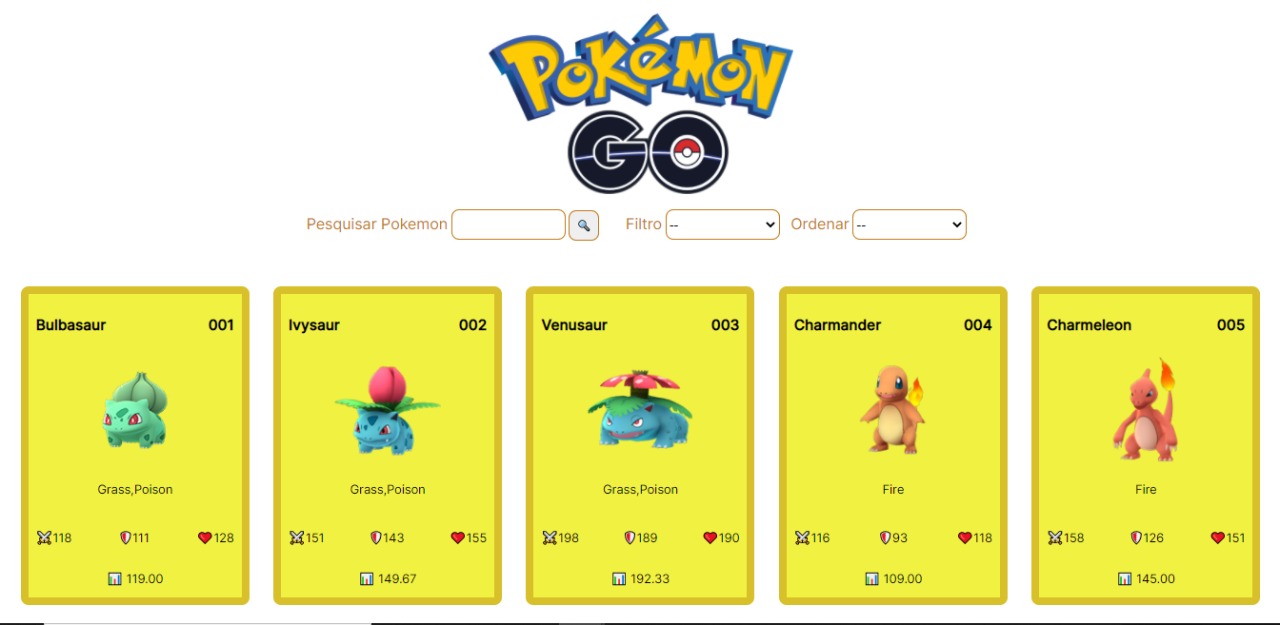 POKÉMON
GO
Pesquisar Pokemon Filtro -- Ordenar --
Bulbasaur 001
Grass,Poison
118 111 128
119.00
Ivysaur 002
Grass,Poison
151 143 155
149.67
Venusaur 003
Grass,Poison
198 189 190
192.33
Charmander 004
Fire
116 93 118
109.00
Charmeleon 005
Fire
158 126 151
145.00